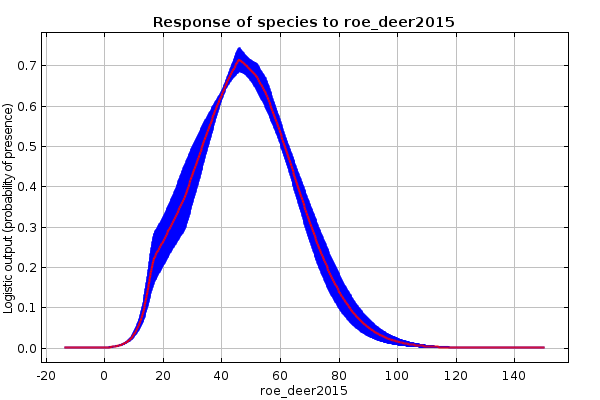 Response of species to roe_deer2015
Logistic output (probability of presence)
0.7
0.6
0.5
0.4
0.3
0.2
0.1
0.0
-20 0 20 40 60 80 100 120 140
roe_deer2015